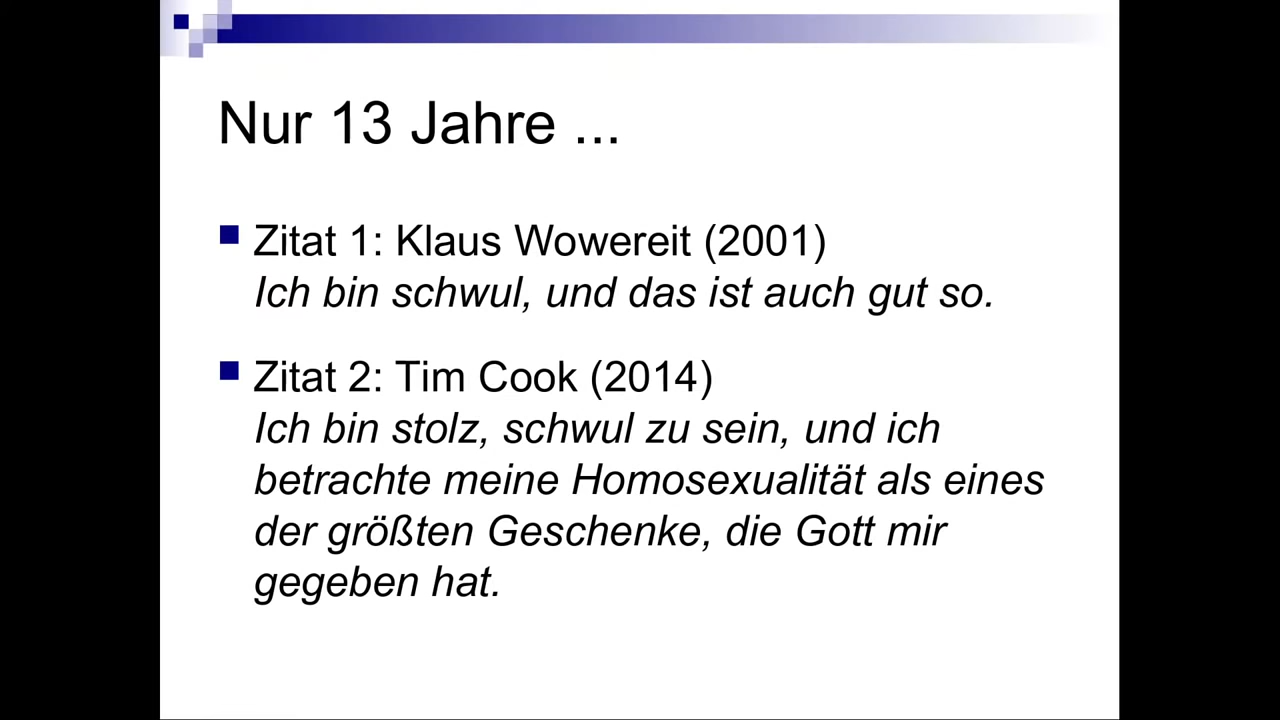 Nur 13 Jahre ...
Zitat 1: Klaus Wowereit (2001)
Ich bin schwul, und das ist auch gut so.
Zitat 2: Tim Cook (2014)
Ich bin stolz, schwul zu sein, und ich
betrachte meine Homosexualität als eines
der größten Geschenke, die Gott mir
gegeben hat.